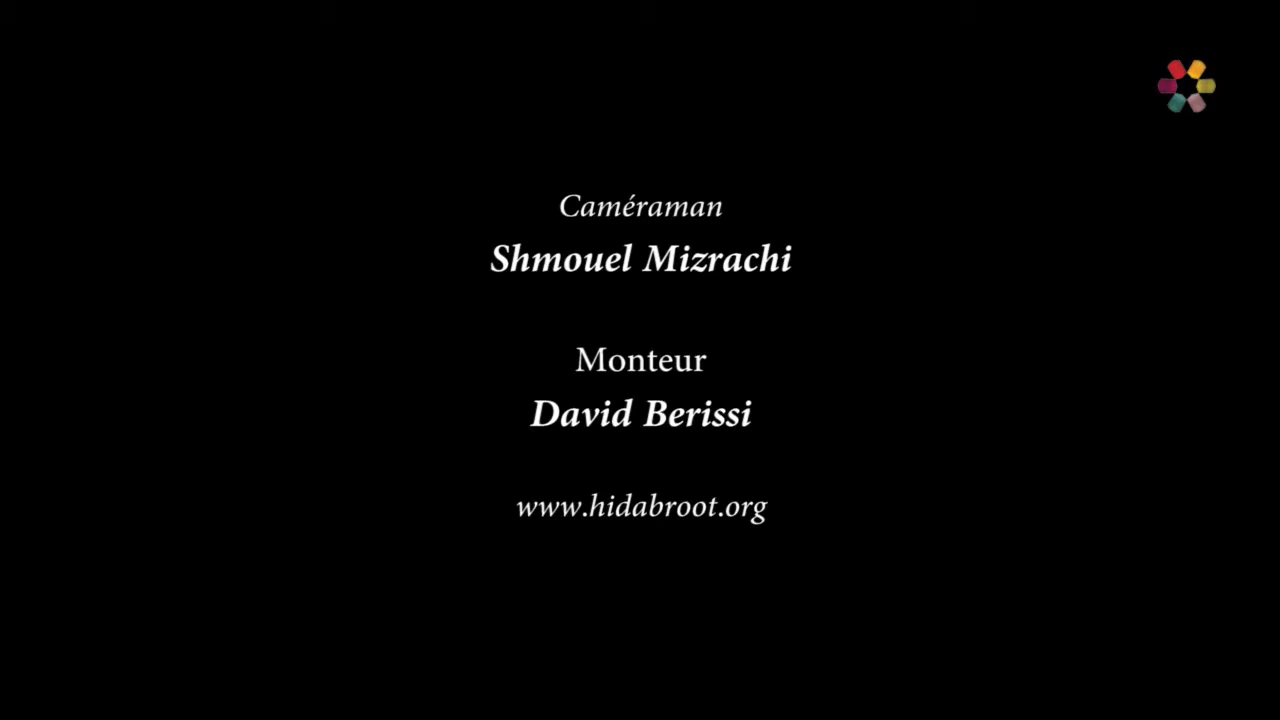 Caméraman
Shmouel Mizrachi
Monteur
David Berissi
www.hidabroot.org